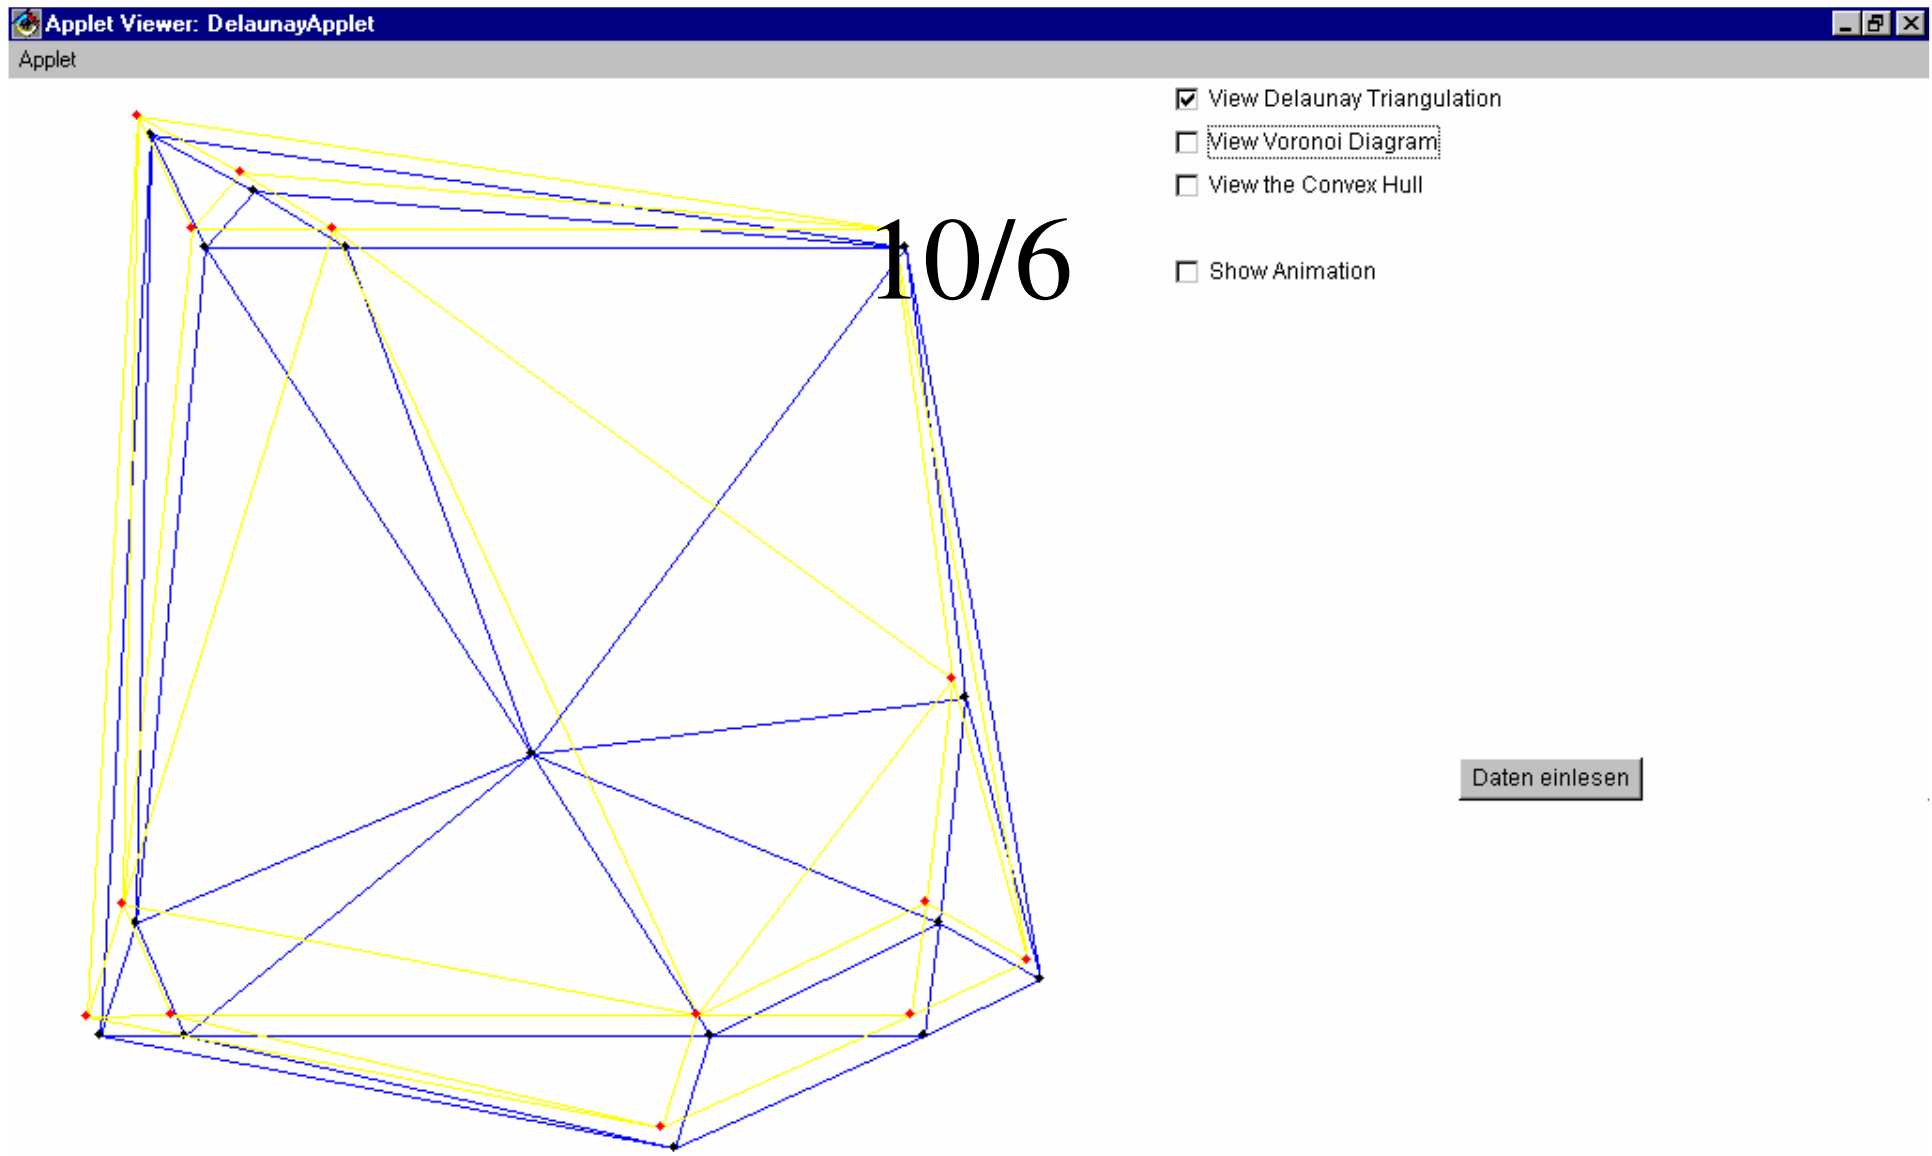 Applet Viewer: DelaunayApplet
Applet
View Delaunay Triangulation
View Voronoi Diagram
View the Convex Hull
10/6
Show Animation
Daten einlesen